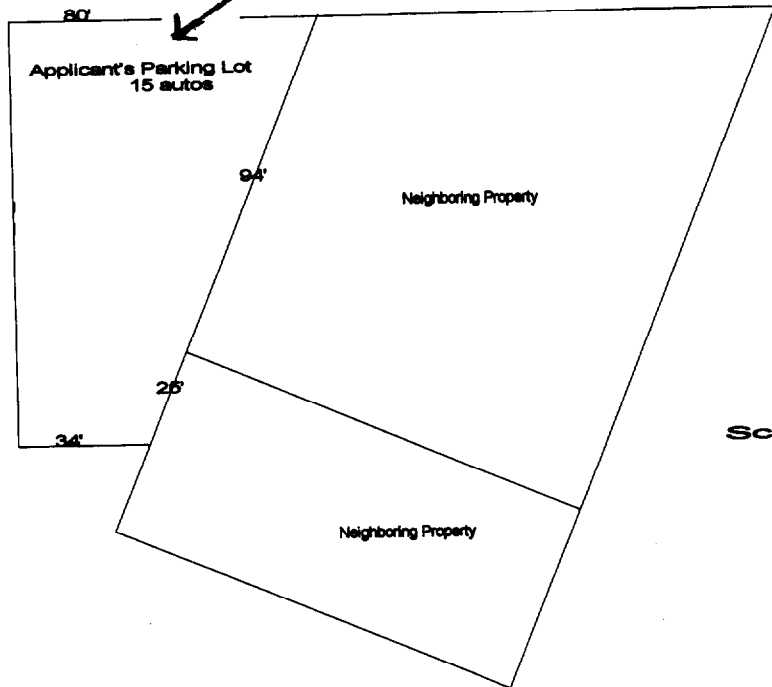 80'
Applicant's Parking Lot
15 autos
94'
Neighboring Property
25'
34'
Sc
Neighboring Property